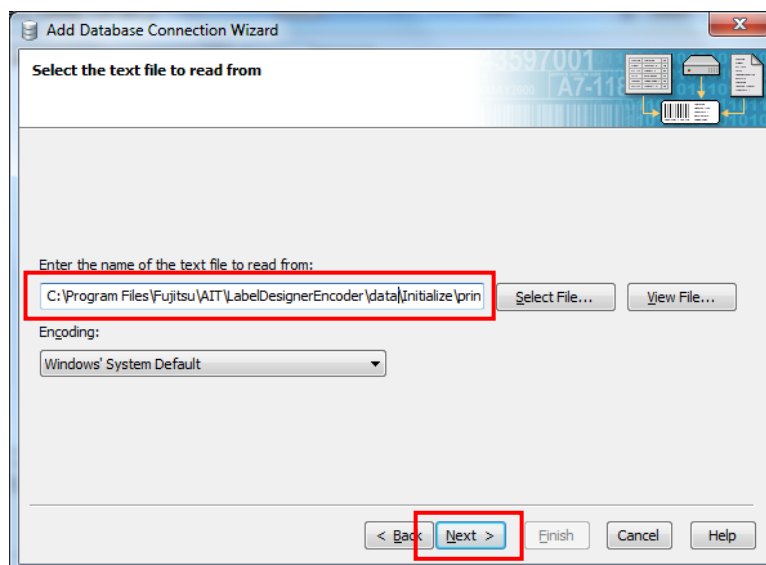 Add Database Connection Wizard
Select the text file to read from
Enter the name of the text file to read from:
C:\Program Files\Fujitsu\AIT\LabelDesignerEncoder\data\Initialize\prin
Select File...
View File...
Encoding:
Windows' System Default
< Back
Next >
Finish
Cancel
Help